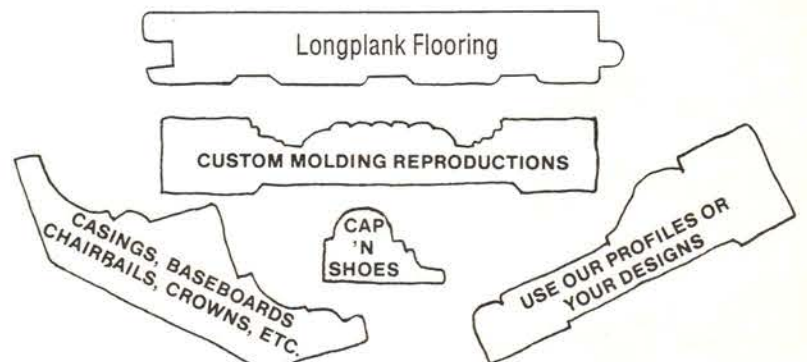 Longplank Flooring
CUSTOM MOLDING REPRODUCTIONS
CASINGS, BASEBOARDS
CHAIRRAILS, CROWNS, ETC.
CAP
'N
SHOES
USE OUR PROFILES OR
YOUR DESIGNS